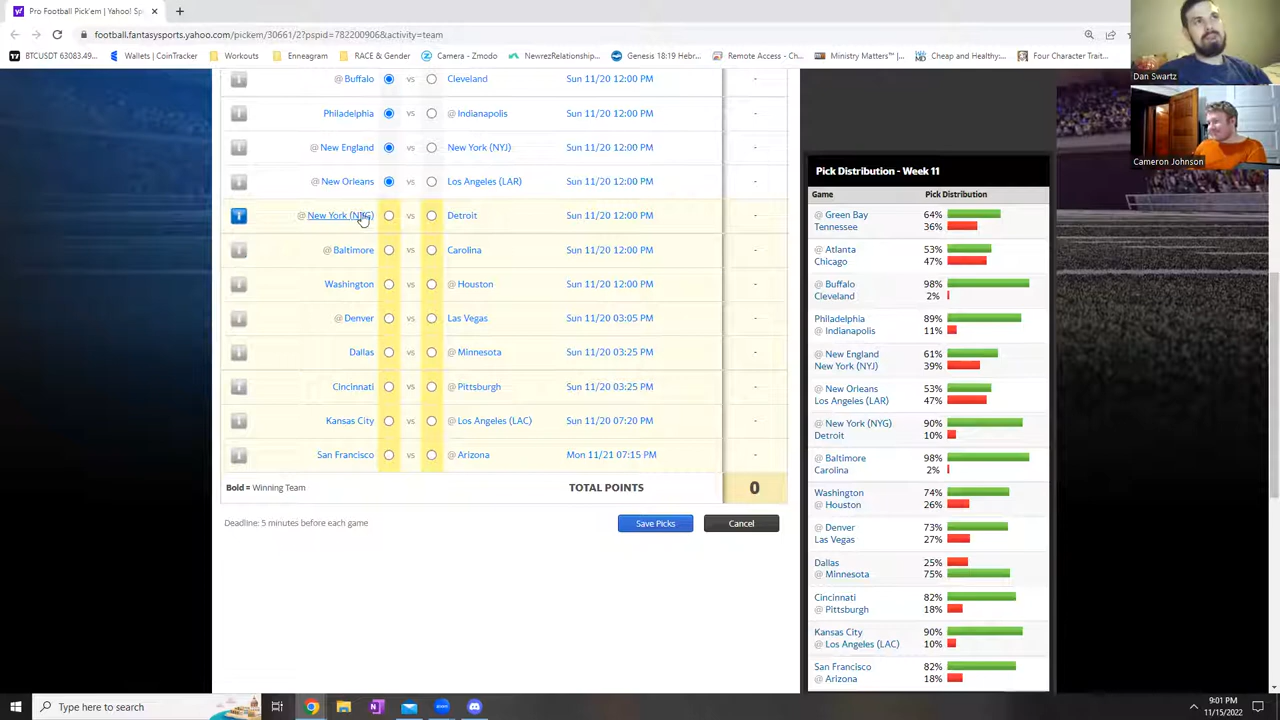 Pro Football Pick'em | Yahoo! Sp
football.fantasysports.yahoo.com/pickem/30661/2?pspid=782200906&activity=team
BTCUSDT 63083.49...
Wallets | CoinTracker
Workouts
Enneagram
RACE & Gender
Camera - Zmodo
NewrezRelationship...
Genesis 18:19 Hebr...
Remote Access - Ch...
Ministry Matters™ |...
Cheap and Healthy:...
Four Character Trait...
Dan Swartz
Cameron Johnson
@ Buffalo vs Cleveland Sun 11/20 12:00 PM -
Philadelphia vs @ Indianapolis Sun 11/20 12:00 PM -
@ New England vs New York (NYJ) Sun 11/20 12:00 PM -
@ New Orleans vs Los Angeles (LAR) Sun 11/20 12:00 PM -
@ New York (NYG) vs Detroit Sun 11/20 12:00 PM -
@ Baltimore vs Carolina Sun 11/20 12:00 PM -
Washington vs @ Houston Sun 11/20 12:00 PM -
@ Denver vs Las Vegas Sun 11/20 03:05 PM -
Dallas vs @ Minnesota Sun 11/20 03:25 PM -
Cincinnati vs @ Pittsburgh Sun 11/20 03:25 PM -
Kansas City vs @ Los Angeles (LAC) Sun 11/20 07:20 PM -
San Francisco vs @ Arizona Mon 11/21 07:15 PM -
Bold = Winning Team TOTAL POINTS 0
Deadline: 5 minutes before each game Save Picks Cancel
Pick Distribution - Week 11
Game Pick Distribution
@ Green Bay 64%
Tennessee 36%
@ Atlanta 53%
Chicago 47%
@ Buffalo 98%
Cleveland 2%
Philadelphia 89%
@ Indianapolis 11%
@ New England 61%
New York (NYJ) 39%
@ New Orleans 53%
Los Angeles (LAR) 47%
@ New York (NYG) 90%
Detroit 10%
@ Baltimore 98%
Carolina 2%
Washington 74%
@ Houston 26%
@ Denver 73%
Las Vegas 27%
Dallas 25%
@ Minnesota 75%
Cincinnati 82%
@ Pittsburgh 18%
Kansas City 90%
@ Los Angeles (LAC) 10%
San Francisco 82%
@ Arizona 18%
Type here to search
9:01 PM
11/15/2022